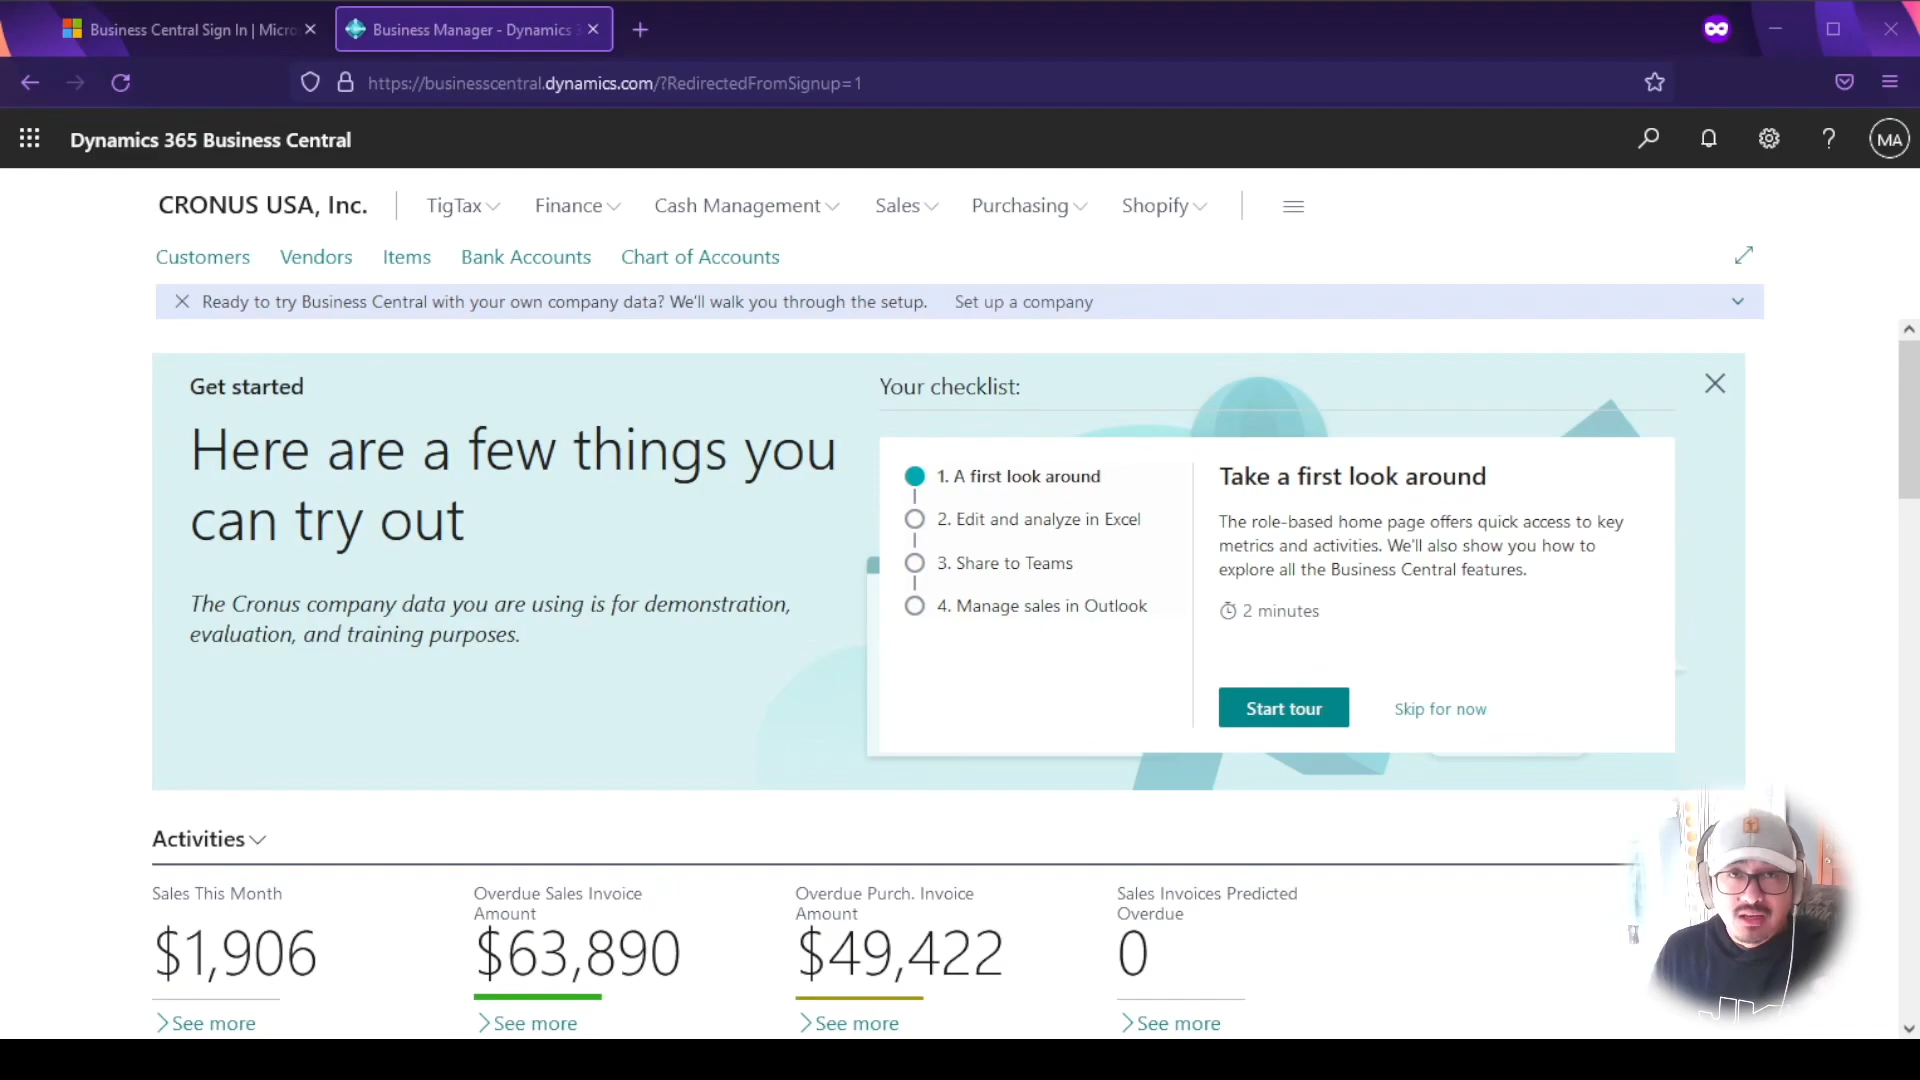 Business Central Sign In | Micro
Business Manager - Dynamics 3
https://businesscentral.dynamics.com/?RedirectedFromSignup=1
Dynamics 365 Business Central
MA
CRONUS USA, Inc.
TigTax
Finance
Cash Management
Sales
Purchasing
Shopify
Customers
Vendors
Items
Bank Accounts
Chart of Accounts
Ready to try Business Central with your own company data? We'll walk you through the setup.
Set up a company
Get started
Here are a few things you
can try out
The Cronus company data you are using is for demonstration,
evaluation, and training purposes.
Your checklist:
1. A first look around
2. Edit and analyze in Excel
3. Share to Teams
4. Manage sales in Outlook
Take a first look around
The role-based home page offers quick access to key
metrics and activities. We'll also show you how to
explore all the Business Central features.
2 minutes
Start tour
Skip for now
Activities
Sales This Month
$1,906
See more
Overdue Sales Invoice
Amount
$63,890
See more
Overdue Purch. Invoice
Amount
$49,422
See more
Sales Invoices Predicted
Overdue
0
See more